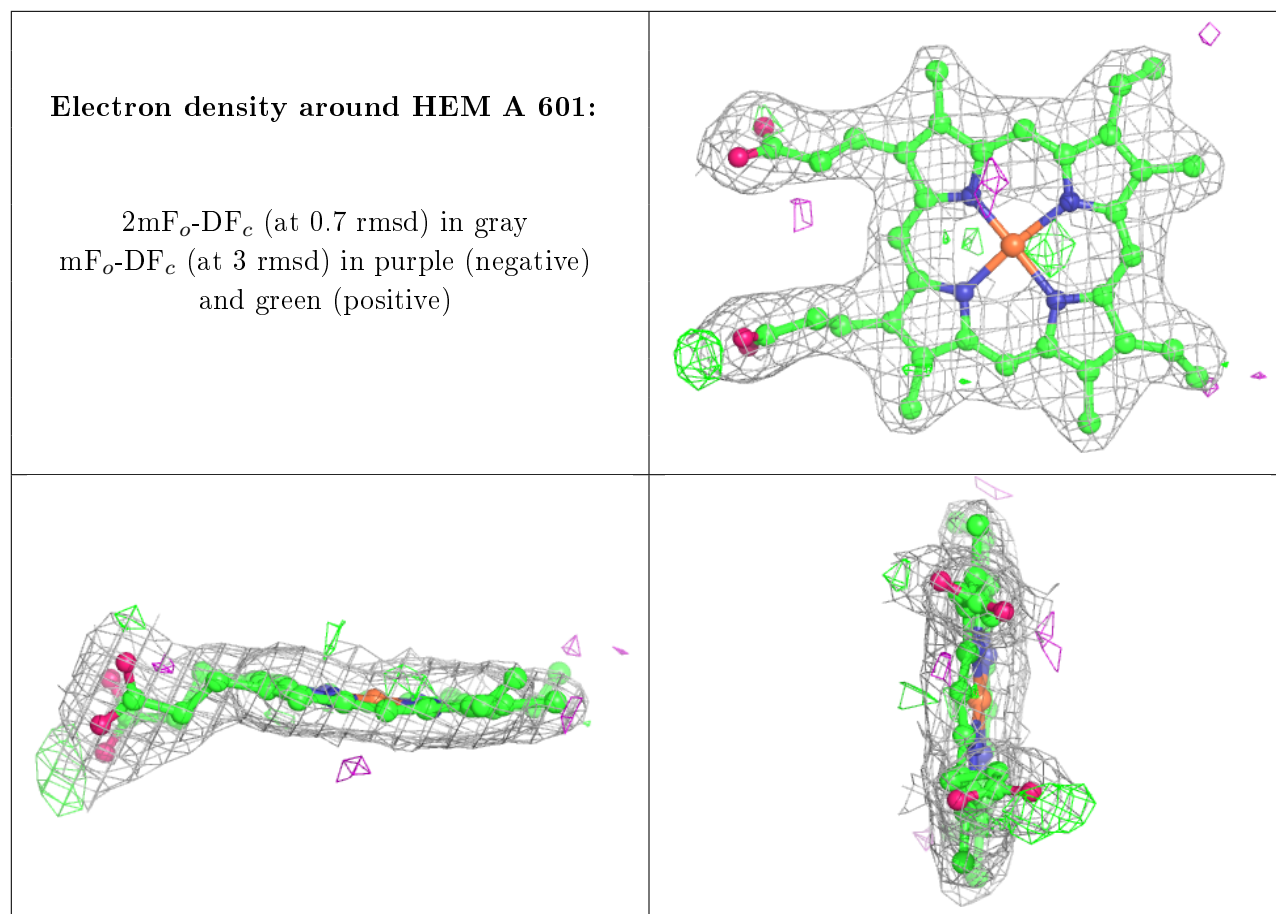 Electron density around HEM A 601:
2mFo-DFc (at 0.7 rmsd) in gray
mFo-DFc (at 3 rmsd) in purple (negative)
and green (positive)